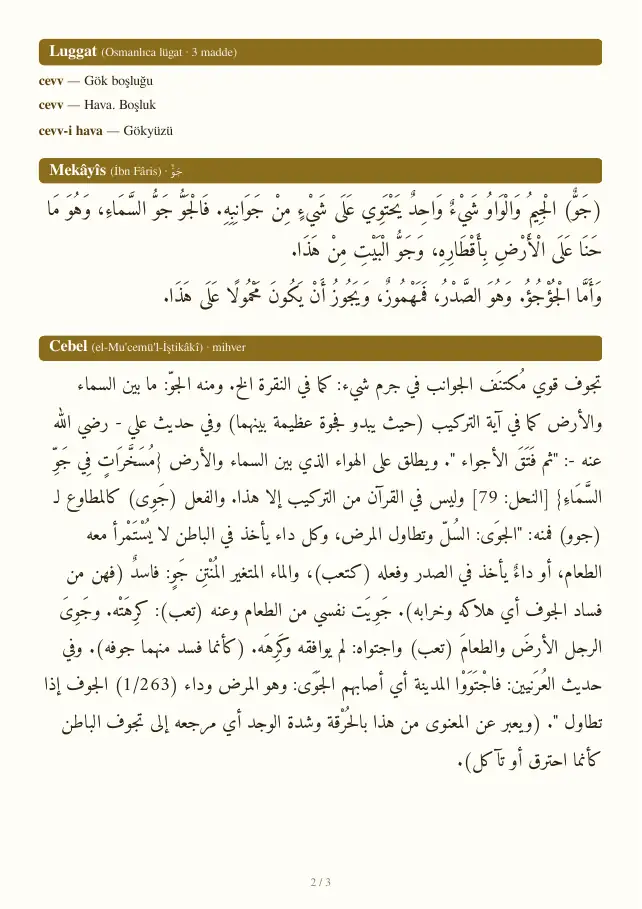 Luggat (Osmanlıca lügat · 3 madde)
cevv — Gök boşluğu
cevv — Hava. Boşluk
cevv-i hava — Gökyüzü
Mekâyîs (İbn Fâris) · جَوٌّ
(جَوٌّ) الْجِيمُ وَالْوَاوُ شَيْءٌ وَاحِدٌ يَحْتَوِي عَلَى شَيْءٍ مِنْ جَوَانِبِهِ. فَالْجَوُّ جَوُّ السَّمَاءِ، وَهُوَ مَا
حَنَا عَلَى الْأَرْضِ بِأَقْطَارِهِ، وَجَوُّ الْبَيْتِ مِنْ هَذَا.
وَأَمَّا الْجُؤْجُؤُ. وَهُوَ الصَّدْرُ، فَمَهْمُوزٌ، وَيَجُوزُ أَنْ يَكُونَ مَحْمُولًا عَلَى هَذَا.
Cebel (el-Mu'cemü'l-İştikâkî) · mihver
تجوف قوي مُكتنَف الجوانب في جرم شيء: كما في النقرة الخ. ومنه الجوّ: ما بين السماء
والأرض كما في آية التركيب (حيث يبدو فجوة عظيمة بينهما) وفي حديث علي - رضي الله
عنه -: "ثم فَتَقَ الأجواء ". ويطلق على الهواء الذي بين السماء والأرض {مُسَخَّرَاتٍ فِي جَوِّ
السَّمَاءِ} [النحل: 79] وليس في القرآن من التركيب إلا هذا. والفعل (جَوِى) كالمطاوع لـ
(جوو) فمنه: "الجوَى: السُلّ وتطاول المرض، وكل داء يأخذ في الباطن لا يُسْتَمْرأ معه
الطعام، أو داءٌ يأخذ في الصدر وفعله (كتعب)، والماء المتغير المُنْتِن جَوٍ: فاسدٌ (فهن من
فساد الجوف أي هلاكه وخرابه). جَوِيَت نفسي من الطعام وعنه (تعب): كرِهَتْه. وجَوِىَ
الرجل الأرضَ والطعامَ (تعب) واجتواه: لم يوافقه وكَرِهَه. (كأنما فسد منهما جوفه). وفي
حديث العُرَنيين: فاجْتَوَوْا المدينة أي أصابهم الجَوَى: وهو المرض وداء (1/263) الجوف إذا
تطاول ". (ويعبر عن المعنوى من هذا بالحُرْقة وشدة الوجد أي مرجعه إلى تجوف الباطن
كأنما احترق أو تآكل).
2 / 3